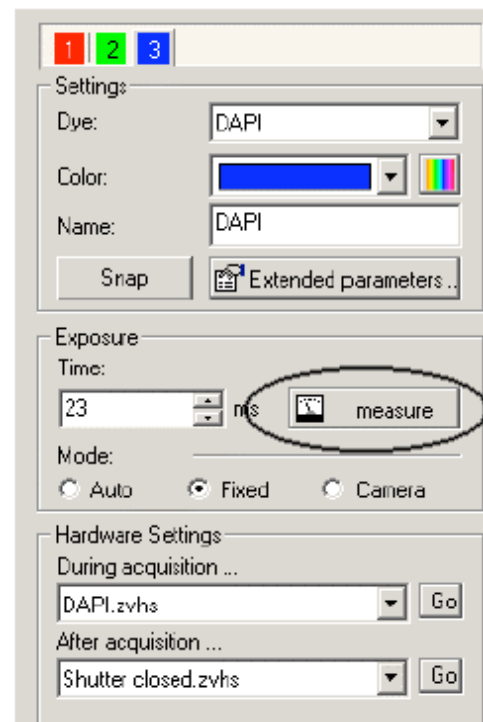 1 2 3
Settings
Dye: DAPI
Color:
Name: DAPI
Snap Extended parameters ..
Exposure
Time:
23 ms measure
Mode:
Auto Fixed Camera
Hardware Settings
During acquisition ...
DAPI.zvhs Go
After acquisition ...
Shutter closed.zvhs Go